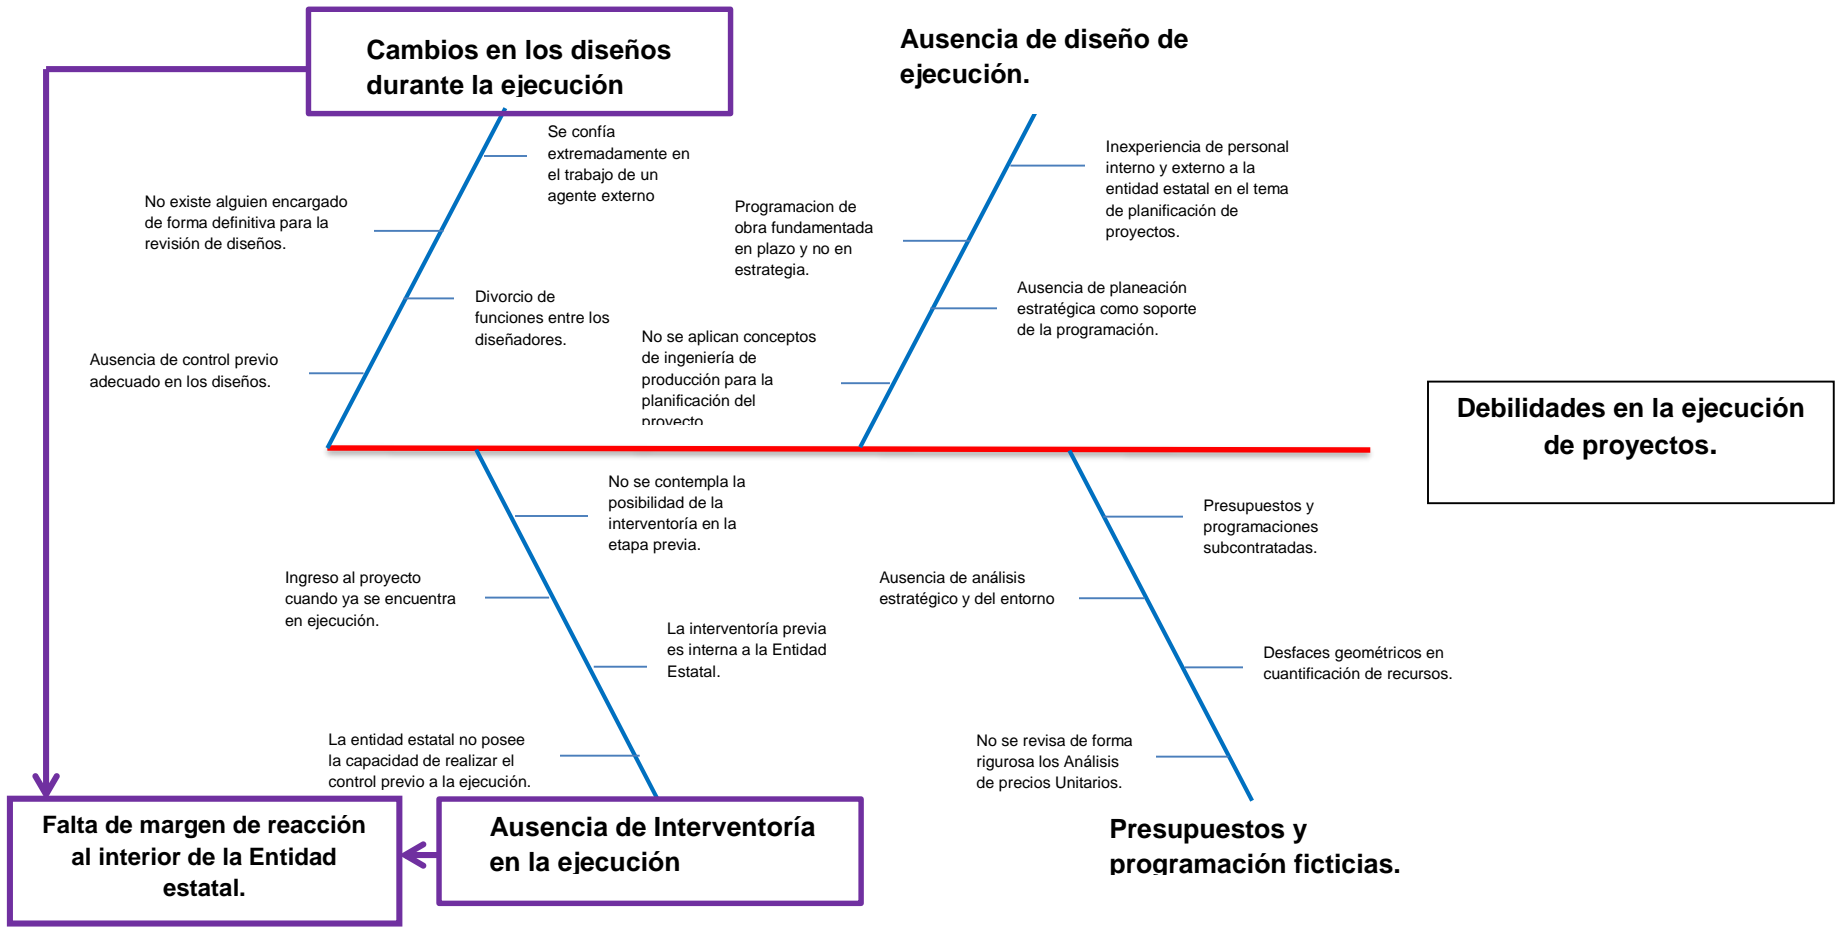 Cambios en los diseños
durante la ejecución
Ausencia de diseño de
ejecución.
Se confía
extremadamente en
el trabajo de un
agente externo
No existe alguien encargado
de forma definitiva para la
revisión de diseños.
Divorcio de
funciones entre los
diseñadores.
Ausencia de control previo
adecuado en los diseños.
Inexperiencia de personal
interno y externo a la
entidad estatal en el tema
de planificación de
proyectos.
Programacion de
obra fundamentada
en plazo y no en
estrategia.
Ausencia de planeación
estratégica como soporte
de la programación.
No se aplican conceptos
de ingeniería de
producción para la
planificación del
proyecto
Debilidades en la ejecución
de proyectos.
No se contempla la
posibilidad de la
interventoría en la
etapa previa.
Ingreso al proyecto
cuando ya se encuentra
en ejecución.
La interventoría previa
es interna a la Entidad
Estatal.
La entidad estatal no posee
la capacidad de realizar el
control previo a la ejecución.
Presupuestos y
programaciones
subcontratadas.
Ausencia de análisis
estratégico y del entorno
Desfaces geométricos en
cuantificación de recursos.
No se revisa de forma
rigurosa los Análisis
de precios Unitarios.
Falta de margen de reacción
al interior de la Entidad
estatal.
Ausencia de Interventoría
en la ejecución
Presupuestos y
programación ficticias.